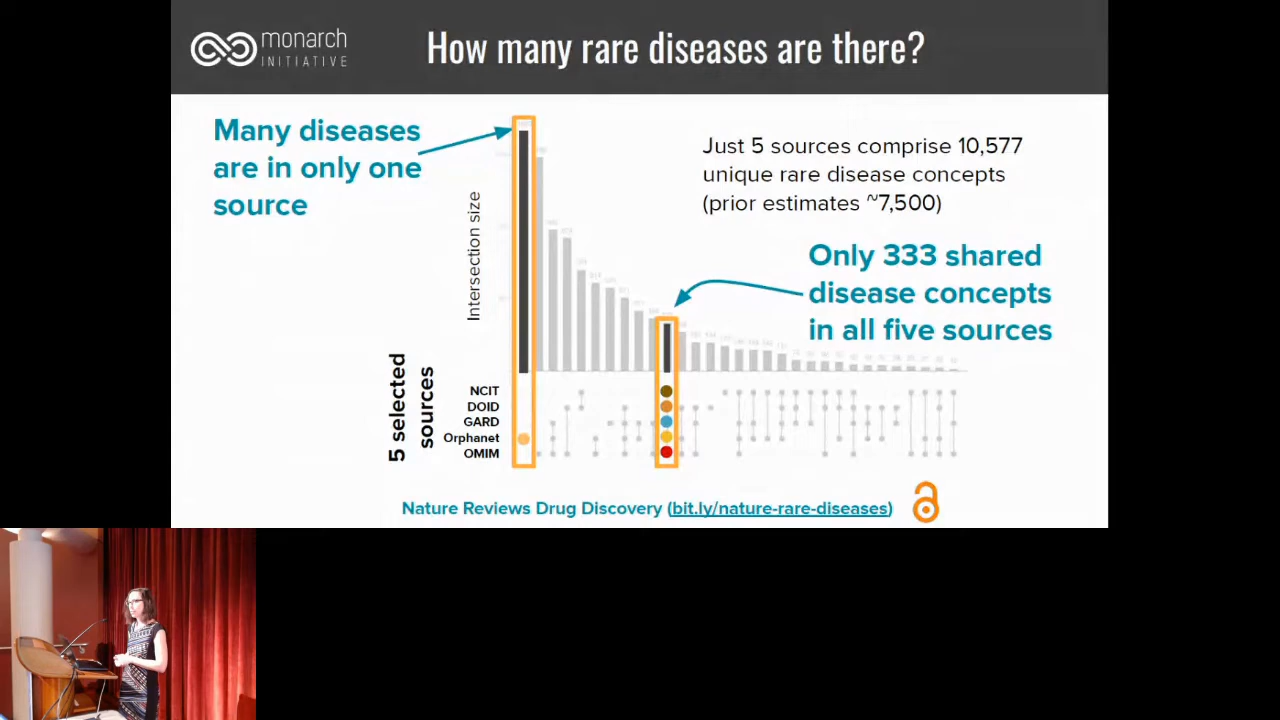 monarch
INITIATIVE
How many rare diseases are there?
Many diseases
are in only one
source
Just 5 sources comprise 10,577
unique rare disease concepts
(prior estimates ~7,500)
Only 333 shared
disease concepts
in all five sources
Intersection size
5 selected
sources
NCIT
DOID
GARD
Orphanet
OMIM
Nature Reviews Drug Discovery (bit.ly/nature-rare-diseases)